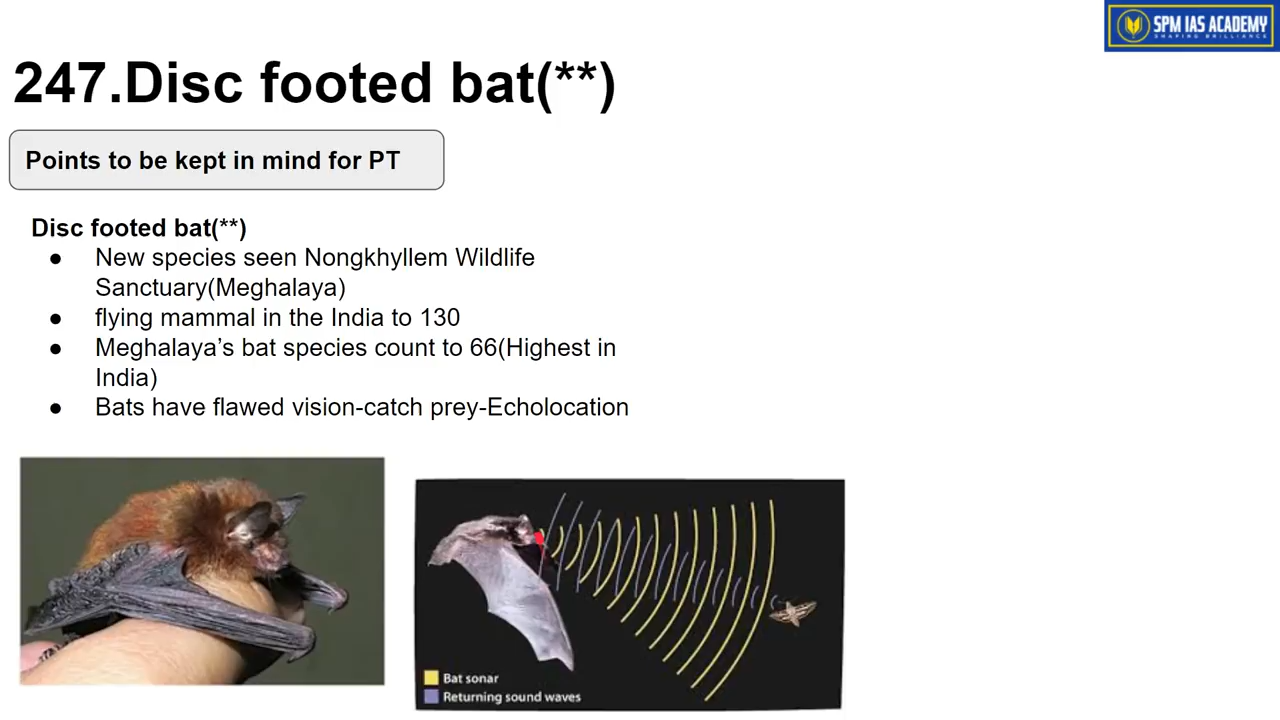 SPM IAS ACADEMY
SHAPING BRILLIANCE
247.Disc footed bat(**)
Points to be kept in mind for PT
Disc footed bat(**)
● New species seen Nongkhyllem Wildlife
Sanctuary(Meghalaya)
● flying mammal in the India to 130
● Meghalaya’s bat species count to 66(Highest in
India)
● Bats have flawed vision-catch prey-Echolocation
Bat sonar
Returning sound waves